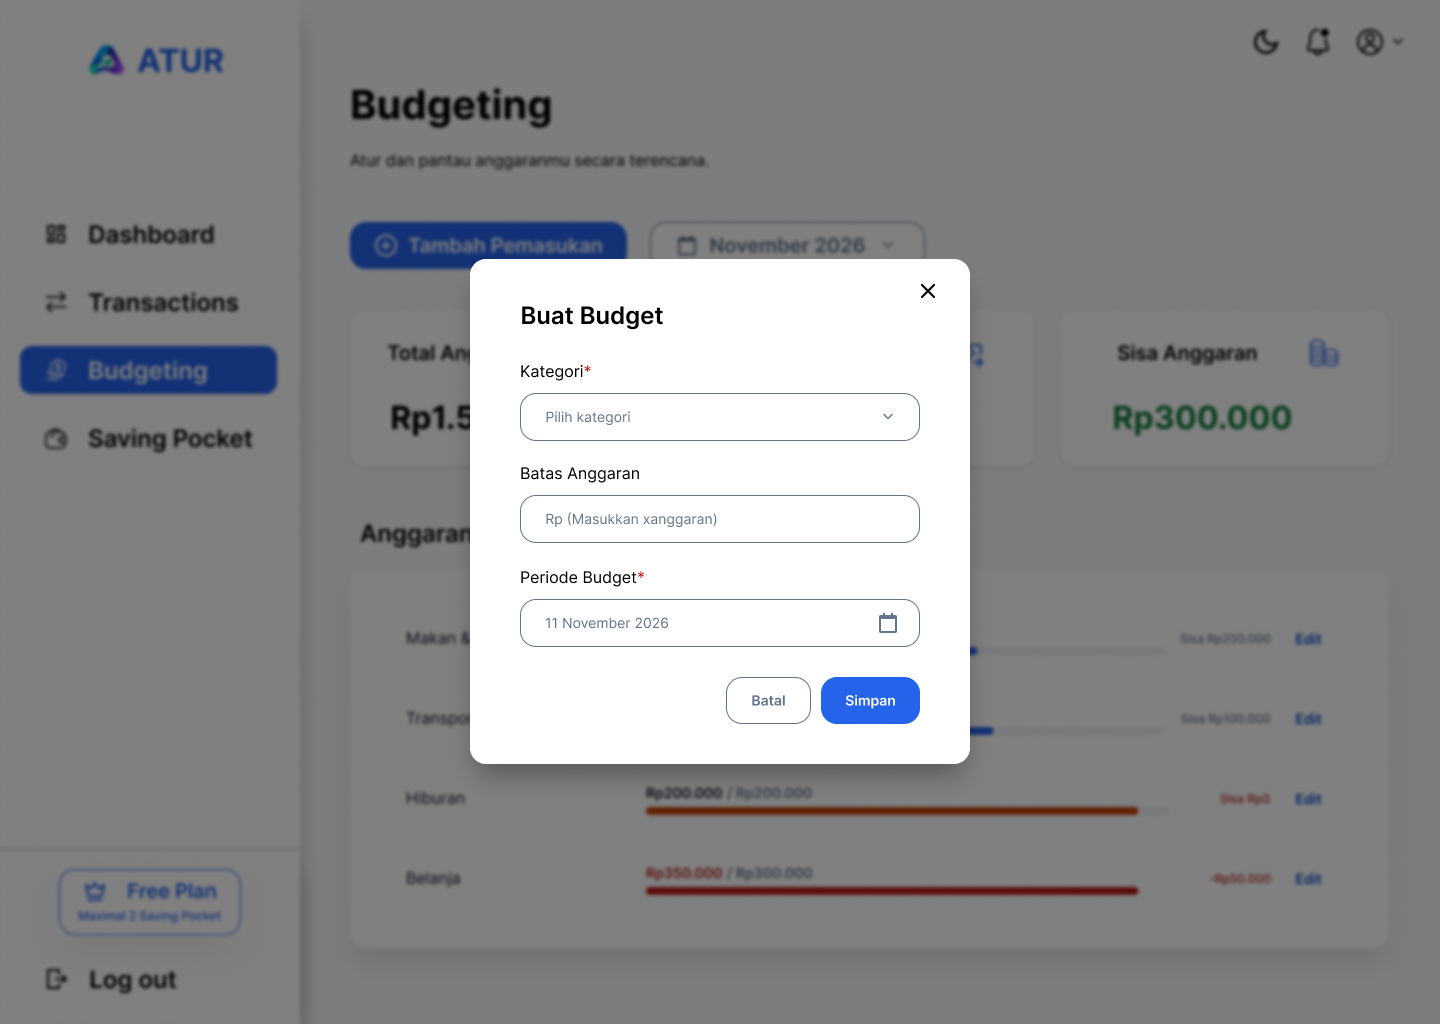 ATUR
Dashboard
Transactions
Budgeting
Saving Pocket
Free Plan
Maximal 2 Saving Pocket
Log out
Budgeting
Atur dan pantau anggaranmu secara terencana.
Tambah Pemasukan
November 2026
Total Ang
Rp1.5
Sisa Anggaran
Rp300.000
Anggaran
Makan &
Sisa Rp250.000
Edit
Transpor
Sisa Rp100.000
Edit
Hiburan
Rp200.000 / Rp200.000
Sisa Rp0
Edit
Belanja
Rp350.000 / Rp300.000
-Rp50.000
Edit
Buat Budget
Kategori*
Pilih kategori
Batas Anggaran
Rp (Masukkan xanggaran)
Periode Budget*
11 November 2026
Batal
Simpan